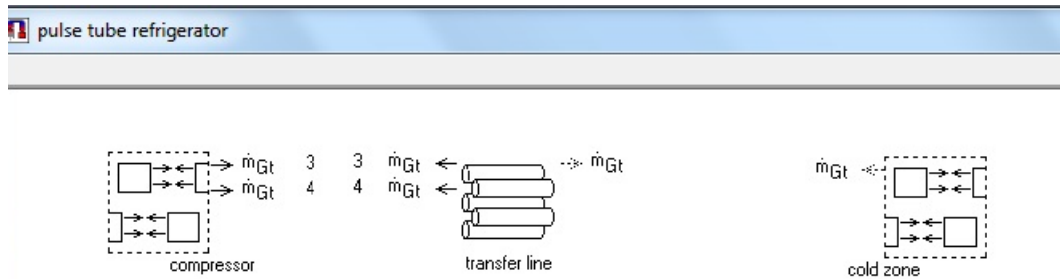 pulse tube refrigerator
ṁGt 3 3 ṁGt ṁGt ṁGt
ṁGt 4 4 ṁGt
compressor transfer line cold zone